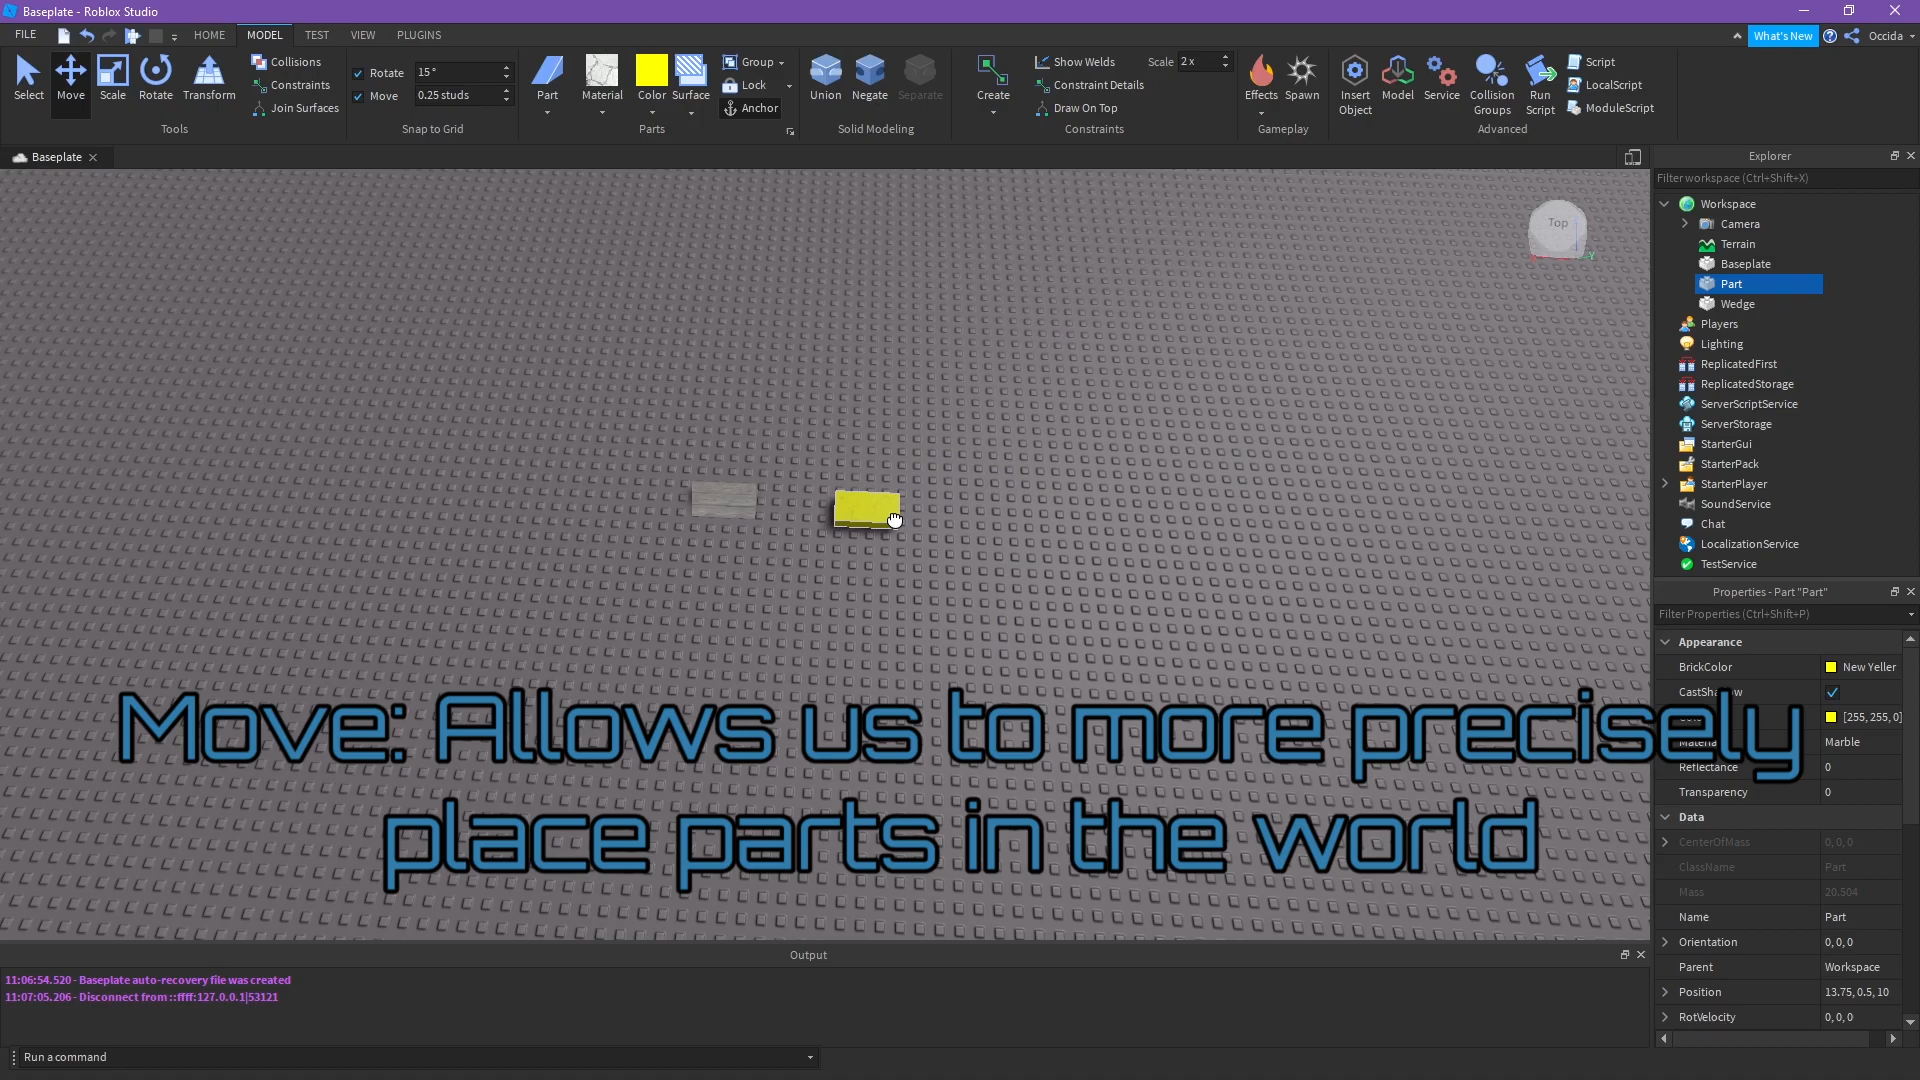 Baseplate - Roblox Studio
FILE
HOME
MODEL
TEST
VIEW
PLUGINS
What's New
Occida
Select
Move
Scale
Rotate
Transform
Collisions
Constraints
Join Surfaces
Tools
Rotate
15°
Move
0.25 studs
Snap to Grid
Part
Material
Color
Surface
Group
Lock
Anchor
Parts
Union
Negate
Separate
Solid Modeling
Create
Show Welds
Scale
2 x
Constraint Details
Draw On Top
Constraints
Effects
Spawn
Gameplay
Insert Object
Model
Service
Collision Groups
Run Script
Script
LocalScript
ModuleScript
Advanced
Baseplate
Top
Y
Explorer
Filter workspace (Ctrl+Shift+X)
Workspace
Camera
Terrain
Baseplate
Part
Wedge
Players
Lighting
ReplicatedFirst
ReplicatedStorage
ServerScriptService
ServerStorage
StarterGui
StarterPack
StarterPlayer
SoundService
Chat
LocalizationService
TestService
Properties - Part "Part"
Filter Properties (Ctrl+Shift+P)
Appearance
BrickColor
New Yeller
CastShadow
[255, 255, 0]
Material
Marble
Reflectance
0
Transparency
0
Data
CenterOfMass
0, 0, 0
ClassName
Part
Mass
20.504
Name
Part
Orientation
0, 0, 0
Parent
Workspace
Position
13.75, 0.5, 10
RotVelocity
0, 0, 0
Move: Allows us to more precisely
place parts in the world
Output
11:06:54.520 - Baseplate auto-recovery file was created
11:07:05.206 - Disconnect from ::ffff:127.0.0.1|53121
Run a command